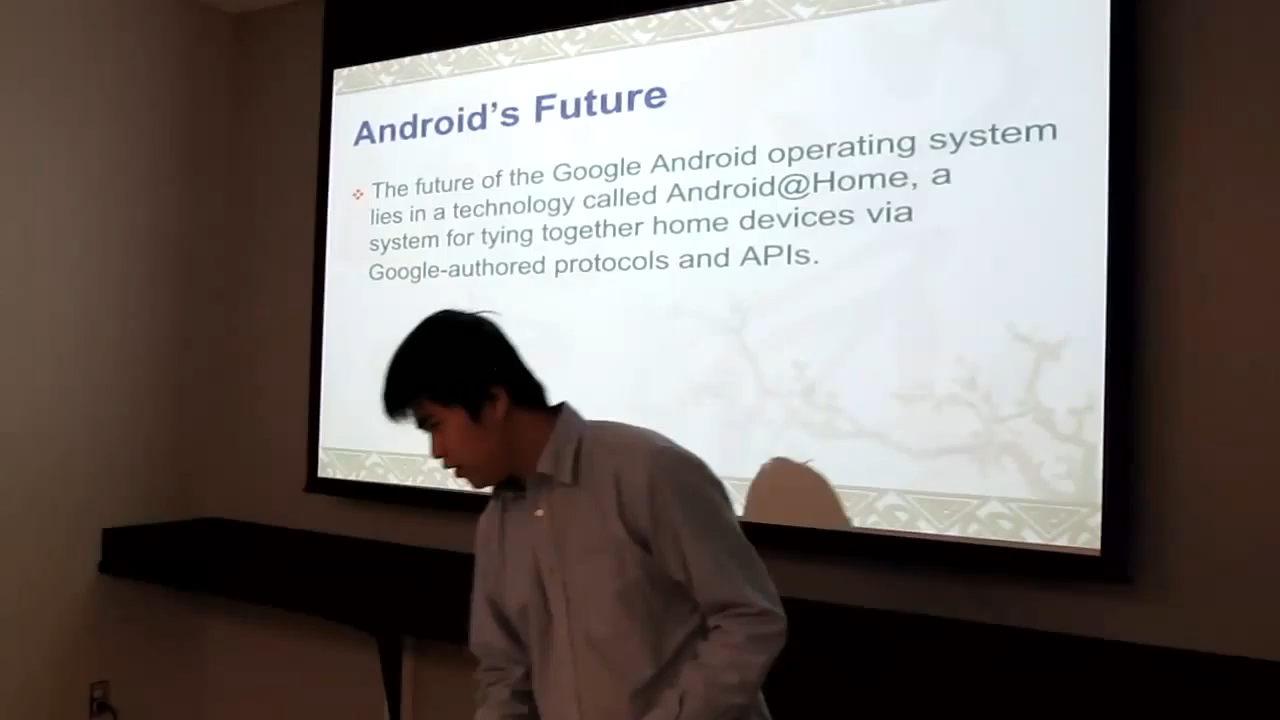 Android's Future
The future of the Google Android operating system
lies in a technology called Android@Home, a
system for tying together home devices via
Google-authored protocols and APIs.